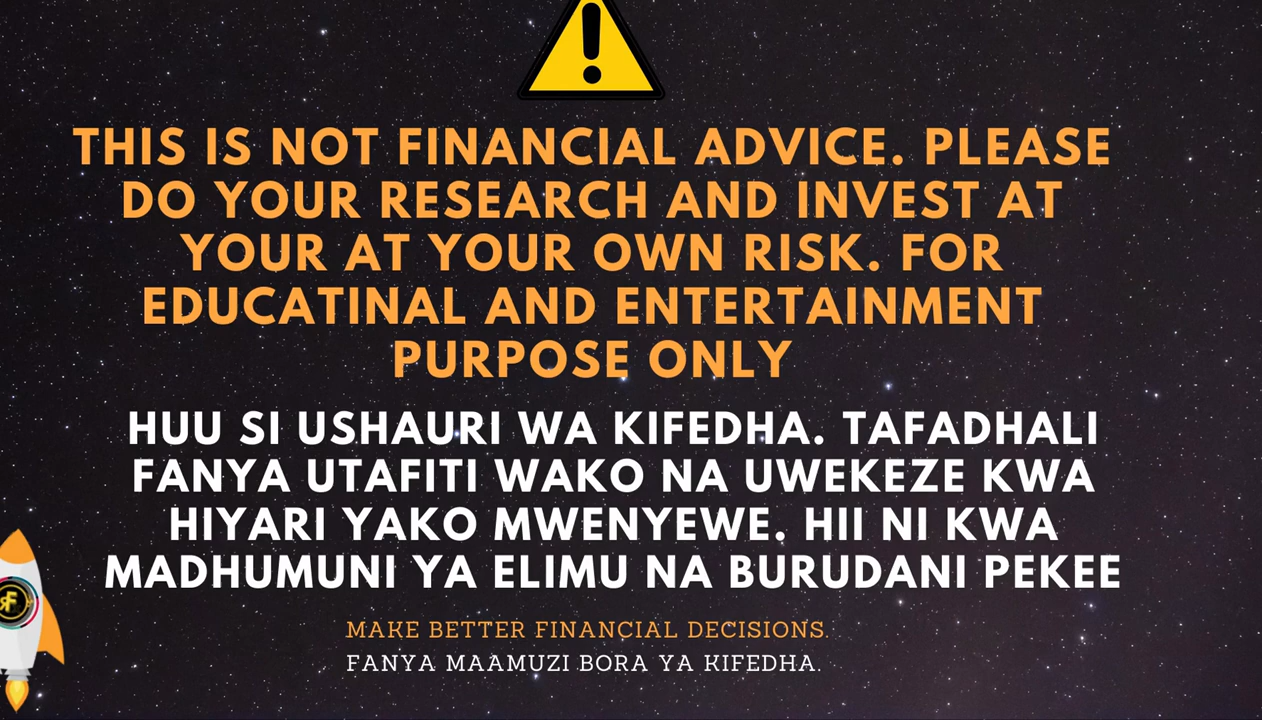 THIS IS NOT FINANCIAL ADVICE. PLEASE
DO YOUR RESEARCH AND INVEST AT
YOUR AT YOUR OWN RISK. FOR
EDUCATINAL AND ENTERTAINMENT
PURPOSE ONLY
HUU SI USHAURI WA KIFEDHA. TAFADHALI
FANYA UTAFITI WAKO NA UWEKEZE KWA
HIYARI YAKO MWENYEWE. HII NI KWA
MADHUMUNI YA ELIMU NA BURUDANI PEKEE
MAKE BETTER FINANCIAL DECISIONS.
FANYA MAAMUZI BORA YA KIFEDHA.